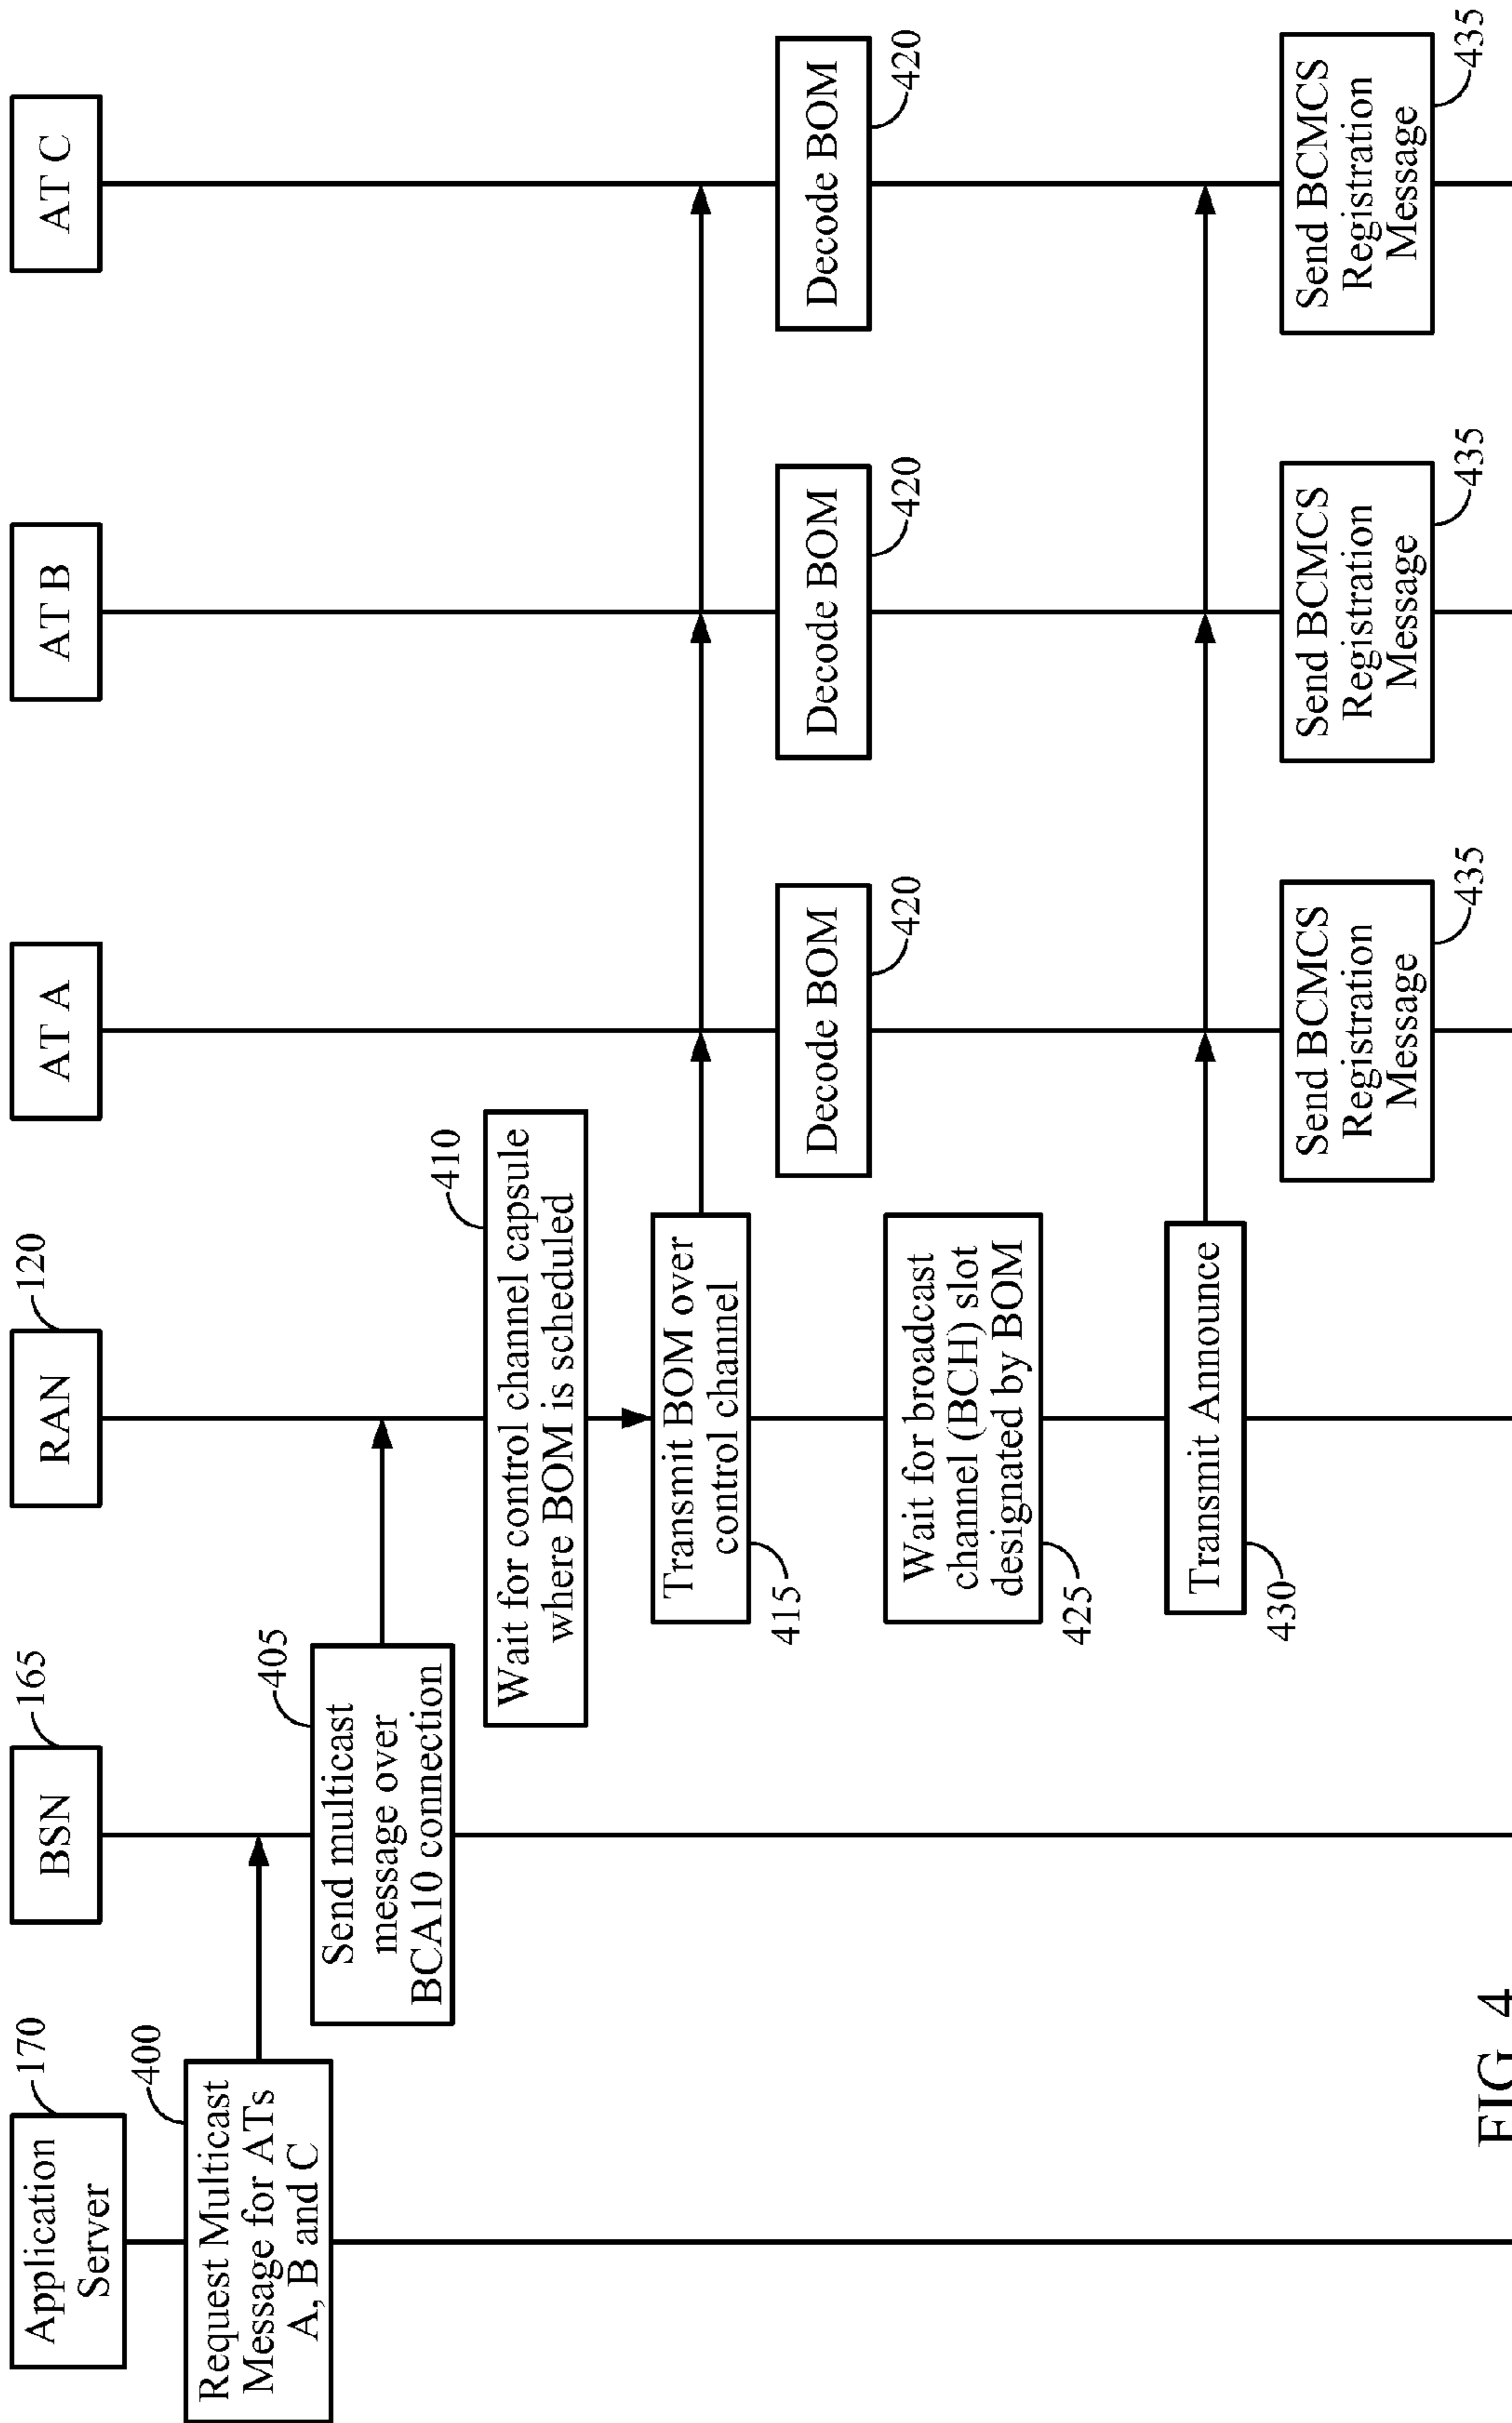 Application
Server
170
BSN
165
RAN
120
AT A
AT B
AT C
Request Multicast
Message for ATs
A, B and C
400
Send multicast
message over
BCA10 connection
405
Wait for control channel capsule
where BOM is scheduled
410
Transmit BOM over
control channel
415
Decode BOM
420
Decode BOM
420
Decode BOM
420
Wait for broadcast
channel (BCH) slot
designated by BOM
425
Transmit Announce
430
Send BCMCS
Registration
Message
435
Send BCMCS
Registration
Message
435
Send BCMCS
Registration
Message
435
FIG. 4